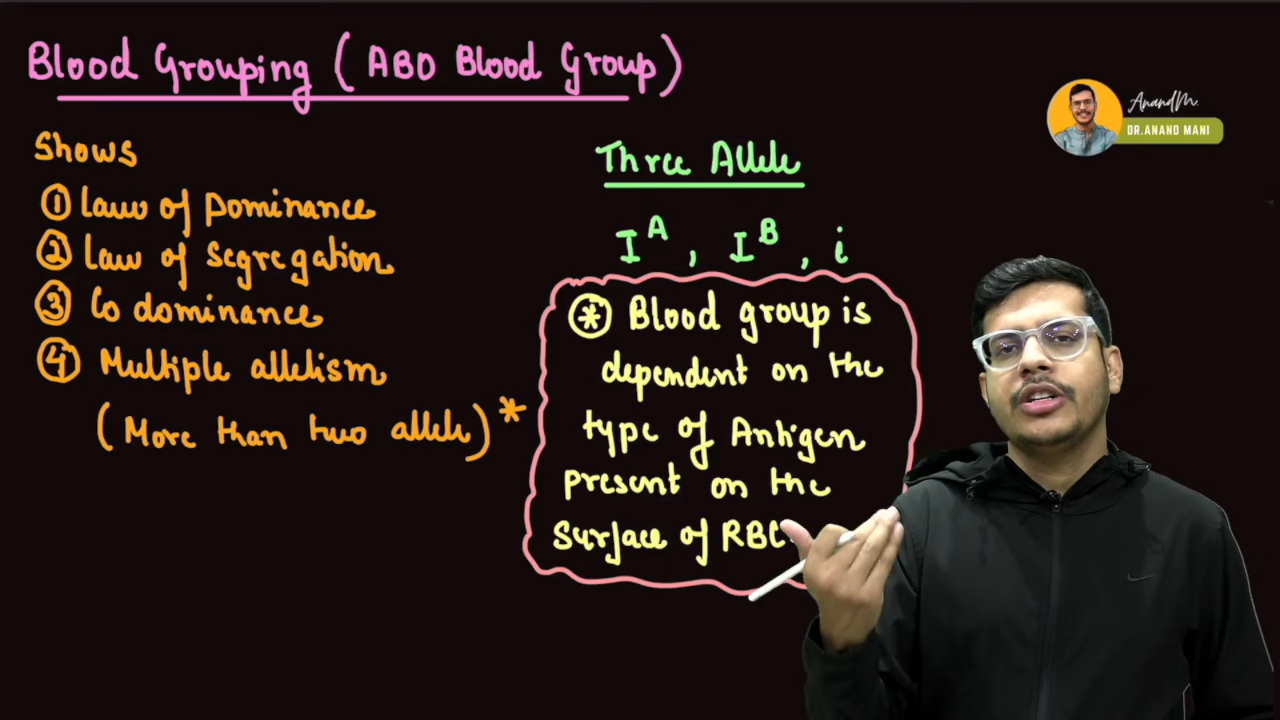 Blood Grouping (ABO Blood Group)
Shows
① Law of Dominance
② Law of Segregation
③ Co dominance
④ Multiple allelism
(More than two allele)*
Three Allele
I^A, I^B, i
⊛ Blood group is
dependent on the
type of Antigen
present on the
Surface of RBC
AnandM.
DR.ANAND MANI